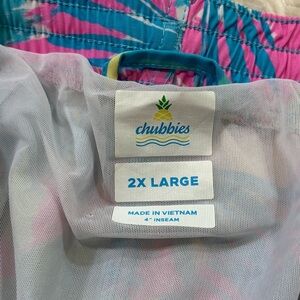 chubbies
2X LARGE
MADE IN VIETNAM
4" INSEAM